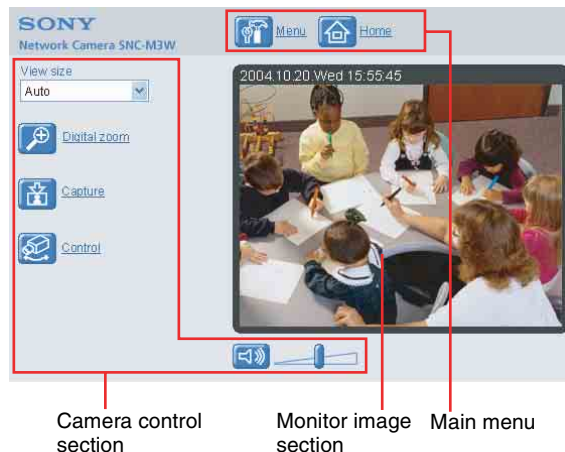 SONY
Network Camera SNC-M3W
Menu
Home
View size
Auto
2004.10.20.Wed 15:55:45
Digital zoom
Capture
Control
Camera control
section
Monitor image
section
Main menu